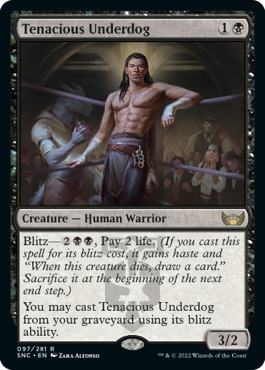 Tenacious Underdog 1
Creature — Human Warrior
Blitz—2, Pay 2 life. (If you cast
this spell for its blitz cost, it gains haste and
“When this creature dies, draw a card.”
Sacrifice it at the beginning of the next
end step.)
You may cast Tenacious Underdog
from your graveyard using its blitz
ability.
3/2
097/281 R
SNC • EN ZARA ALFONSO
™ & © 2022 Wizards of the Coast